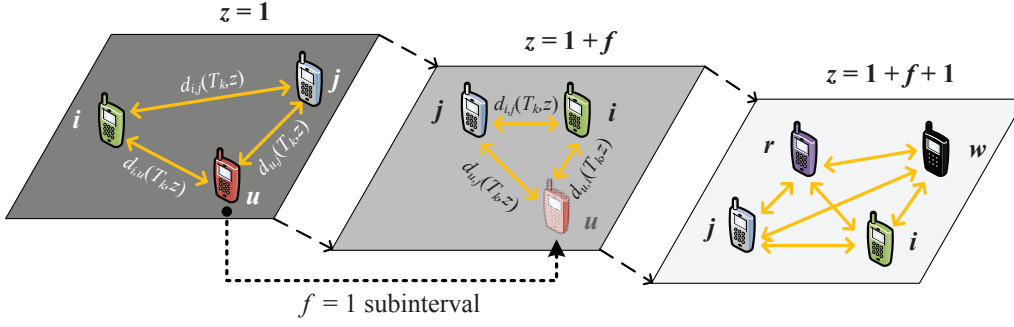 z = 1
i
j
u
d_{i,j}(T_k,z)
d_{i,u}(T_k,z)
d_{u,j}(T_k,z)
z = 1 + f
j
i
u
d_{i,j}(T_k,z)
d_{u,j}(T_k,z)
d_{u,i}(T_k,z)
z = 1 + f + 1
r
w
j
i
f = 1 subinterval